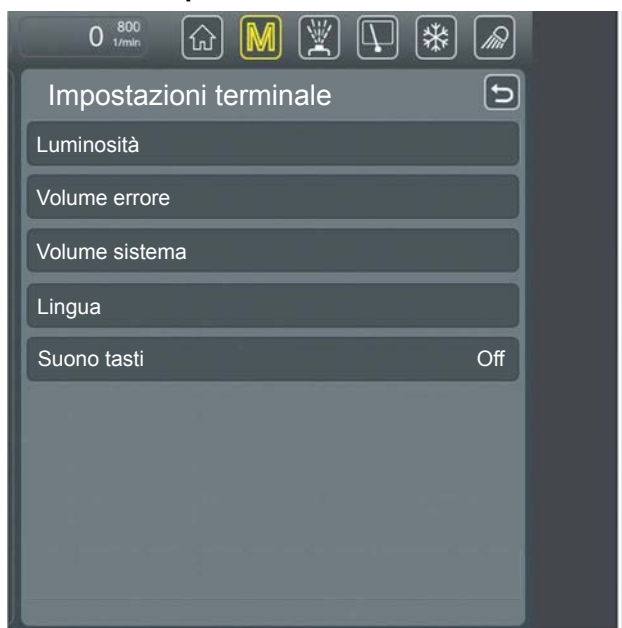 0 800
1/min
M
Impostazioni terminale
Luminosità
Volume errore
Volume sistema
Lingua
Suono tasti Off